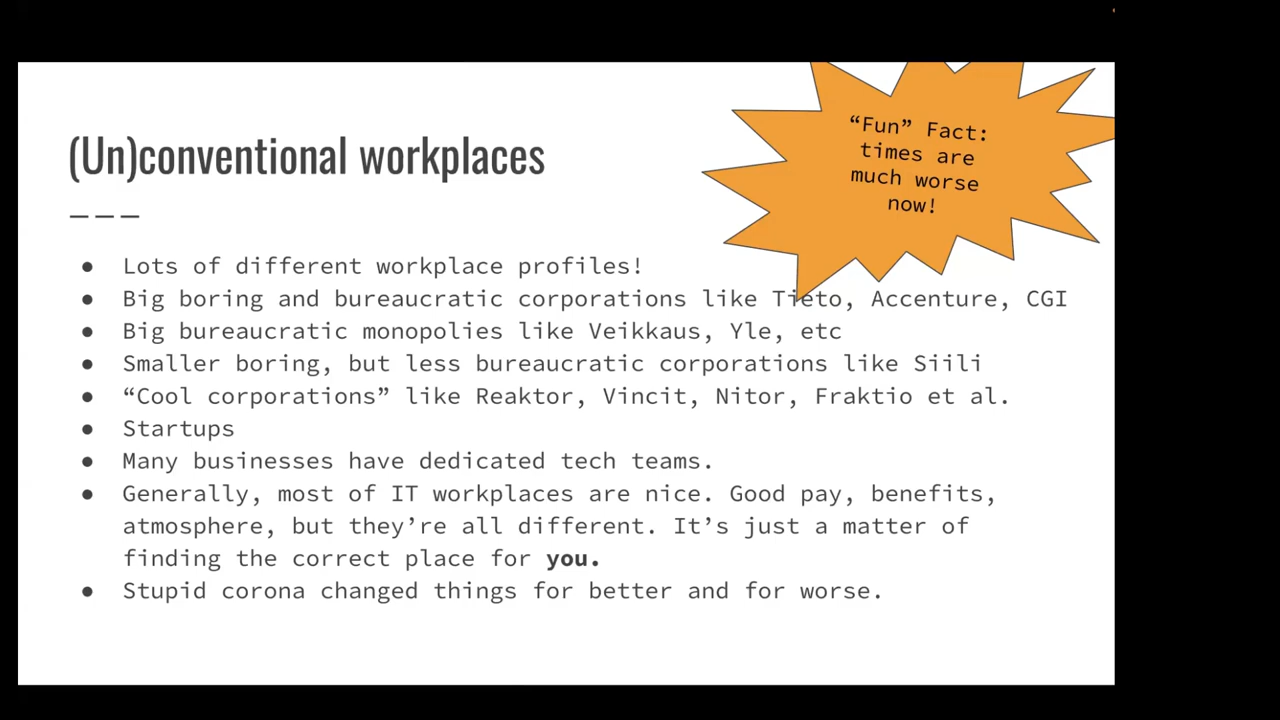 (Un)conventional workplaces
“Fun” Fact:
times are
much worse
now!
● Lots of different workplace profiles!
● Big boring and bureaucratic corporations like Tieto, Accenture, CGI
● Big bureaucratic monopolies like Veikkaus, Yle, etc
● Smaller boring, but less bureaucratic corporations like Siili
● “Cool corporations” like Reaktor, Vincit, Nitor, Fraktio et al.
● Startups
● Many businesses have dedicated tech teams.
● Generally, most of IT workplaces are nice. Good pay, benefits,
atmosphere, but they’re all different. It’s just a matter of
finding the correct place for you.
● Stupid corona changed things for better and for worse.